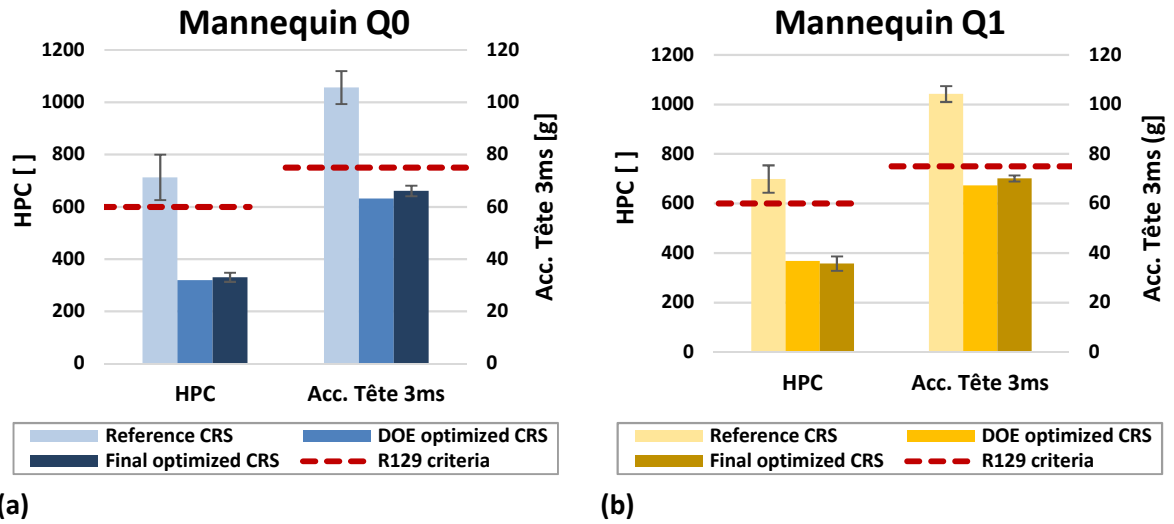 Mannequin Q0
1200
1000
800
600
400
200
0
HPC [ ]
120
100
80
60
40
20
0
Acc. Tête 3ms [g]
HPC
Acc. Tête 3ms
Reference CRS
DOE optimized CRS
Final optimized CRS
R129 criteria
(a)
Mannequin Q1
1200
1000
800
600
400
200
0
HPC [ ]
120
100
80
60
40
20
0
Acc. Tête 3ms (g)
HPC
Acc. Tête 3ms
Reference CRS
DOE optimized CRS
Final optimized CRS
R129 criteria
(b)